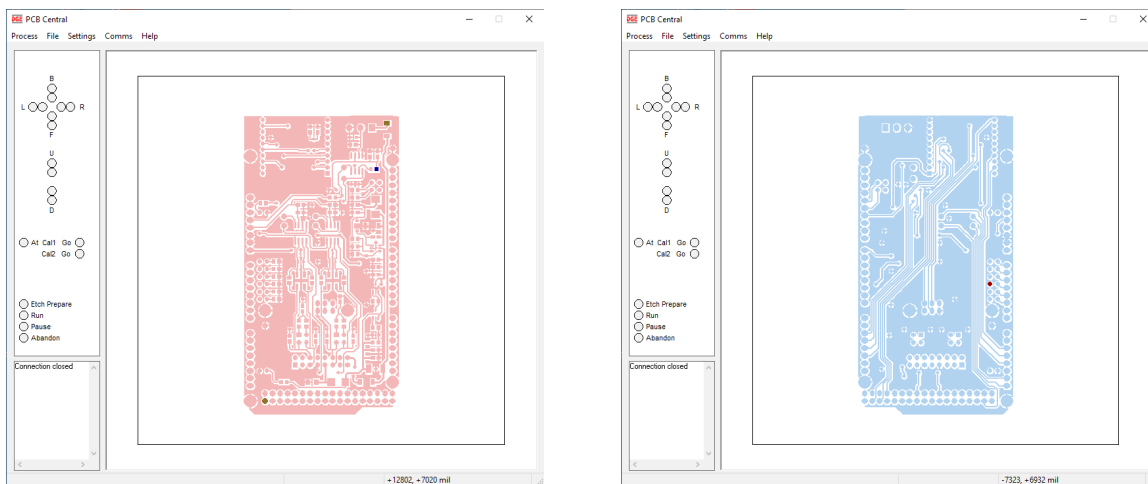 PCB Central
Process File Settings Comms Help
B
L R
F
U
D
At Cal1 Go
Cal2 Go
Etch Prepare
Run
Pause
Abandon
Connection closed
+12802, +7020 mil
PCB Central
Process File Settings Comms Help
B
L R
F
U
D
At Cal1 Go
Cal2 Go
Etch Prepare
Run
Pause
Abandon
Connection closed
-7323, +6932 mil